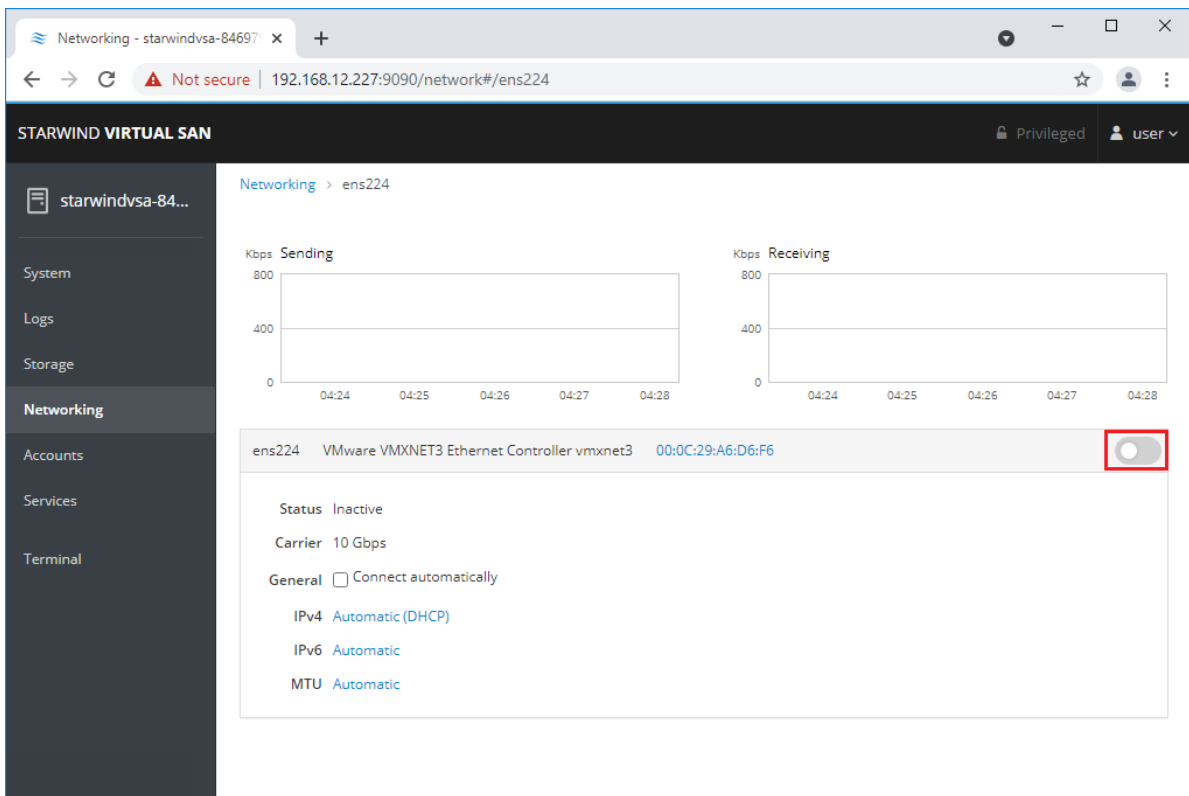 Networking - starwindvsa-84697
Not secure | 192.168.12.227:9090/network#/ens224
STARWIND VIRTUAL SAN
Privileged
user
starwindvsa-84...
System
Logs
Storage
Networking
Accounts
Services
Terminal
Networking > ens224
Kbps Sending
800
400
0
04:24 04:25 04:26 04:27 04:28
Kbps Receiving
800
400
0
04:24 04:25 04:26 04:27 04:28
ens224 VMware VMXNET3 Ethernet Controller vmxnet3 00:0C:29:A6:D6:F6
Status Inactive
Carrier 10 Gbps
General Connect automatically
IPv4 Automatic (DHCP)
IPv6 Automatic
MTU Automatic